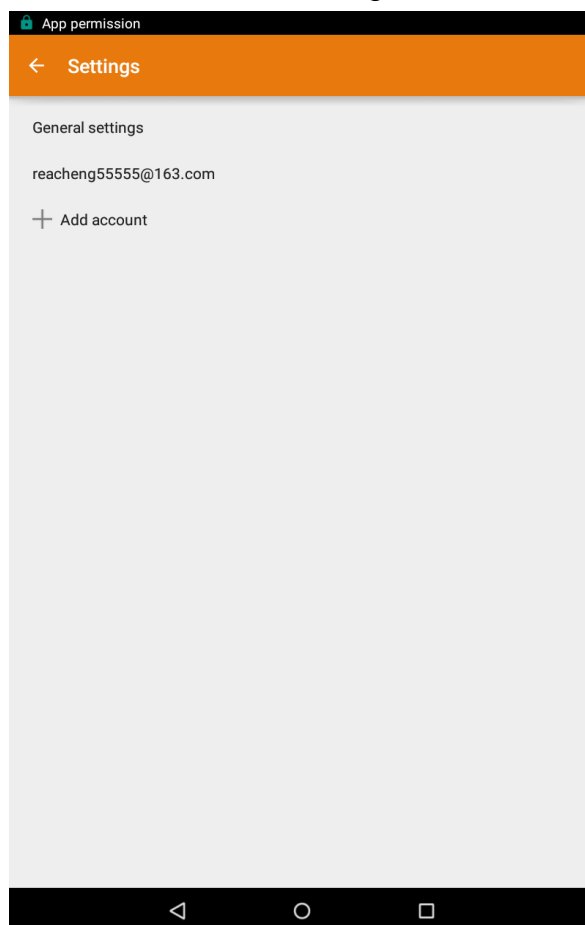 App permission
Settings
General settings
reacheng55555@163.com
Add account